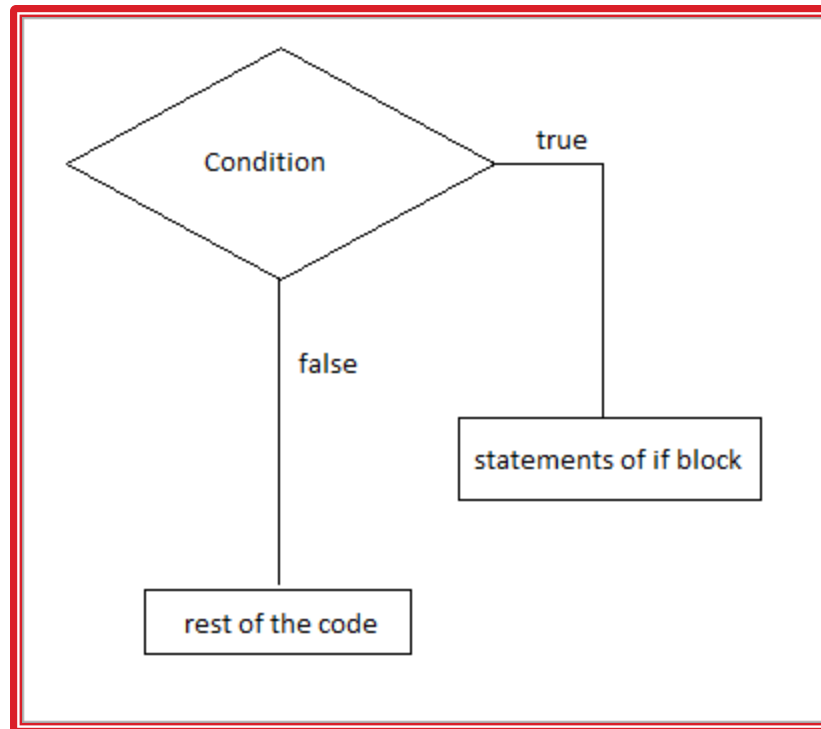 Condition
true
false
statements of if block
rest of the code